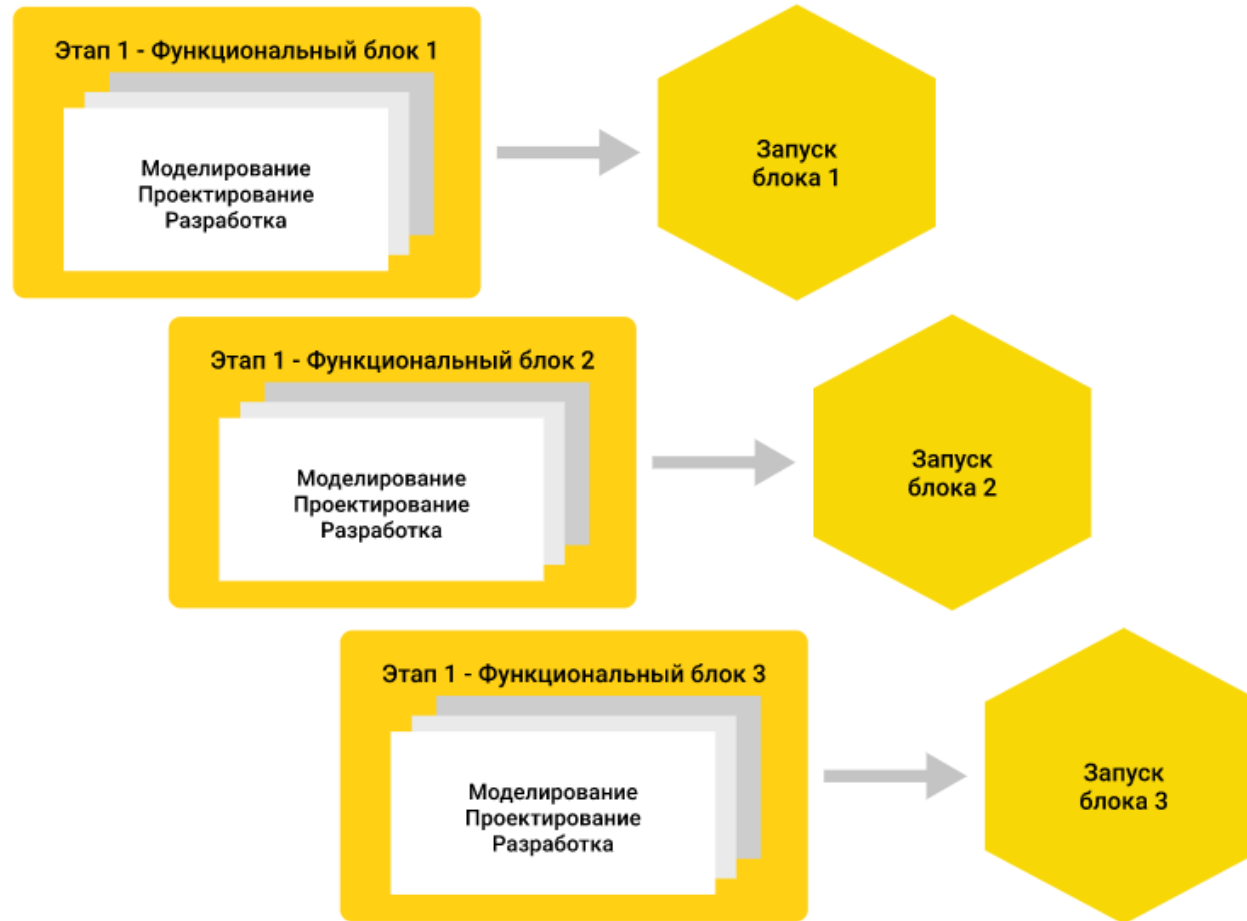 Этап 1 - Функциональный блок 1
Моделирование
Проектирование
Разработка
Запуск
блока 1
Этап 1 - Функциональный блок 2
Моделирование
Проектирование
Разработка
Запуск
блока 2
Этап 1 - Функциональный блок 3
Моделирование
Проектирование
Разработка
Запуск
блока 3